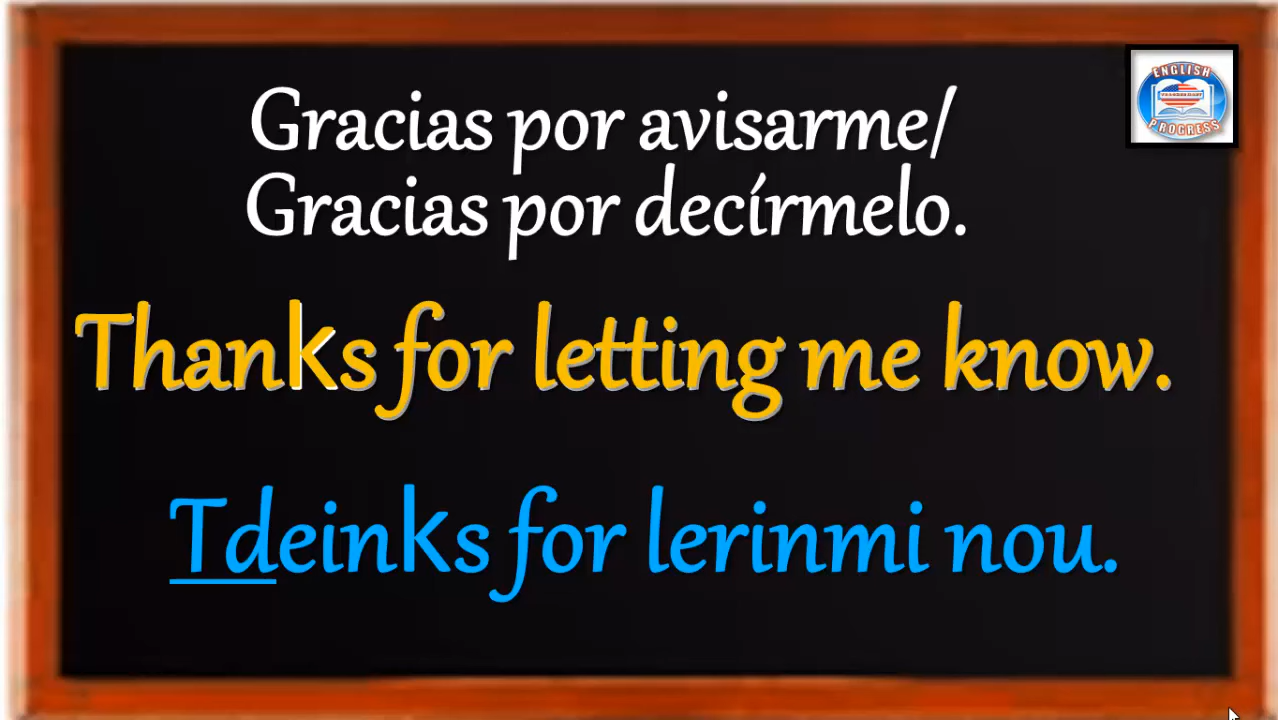 Gracias por avisarme/
Gracias por decírmelo.
Thanks for letting me know.
Tdeinks for lerinmi nou.
ENGLISH
PROGRESS